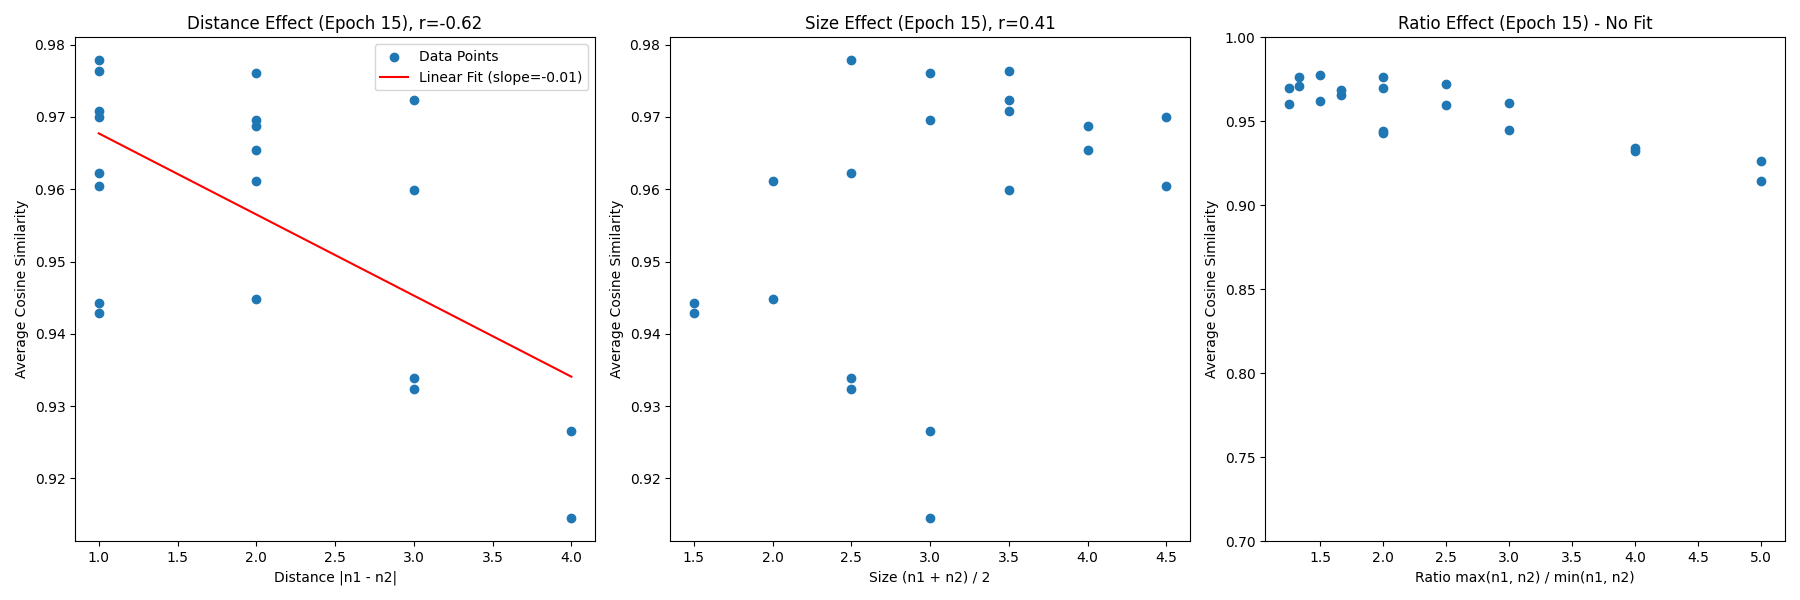 Distance Effect (Epoch 15), r=-0.62
0.98
0.97
0.96
0.95
0.94
0.93
0.92
Average Cosine Similarity
Data Points
Linear Fit (slope=-0.01)
1.0 1.5 2.0 2.5 3.0 3.5 4.0
Distance |n1 - n2|
Size Effect (Epoch 15), r=0.41
0.98
0.97
0.96
0.95
0.94
0.93
0.92
Average Cosine Similarity
1.5 2.0 2.5 3.0 3.5 4.0 4.5
Size (n1 + n2) / 2
Ratio Effect (Epoch 15) - No Fit
1.00
0.95
0.90
0.85
0.80
0.75
0.70
Average Cosine Similarity
1.5 2.0 2.5 3.0 3.5 4.0 4.5 5.0
Ratio max(n1, n2) / min(n1, n2)